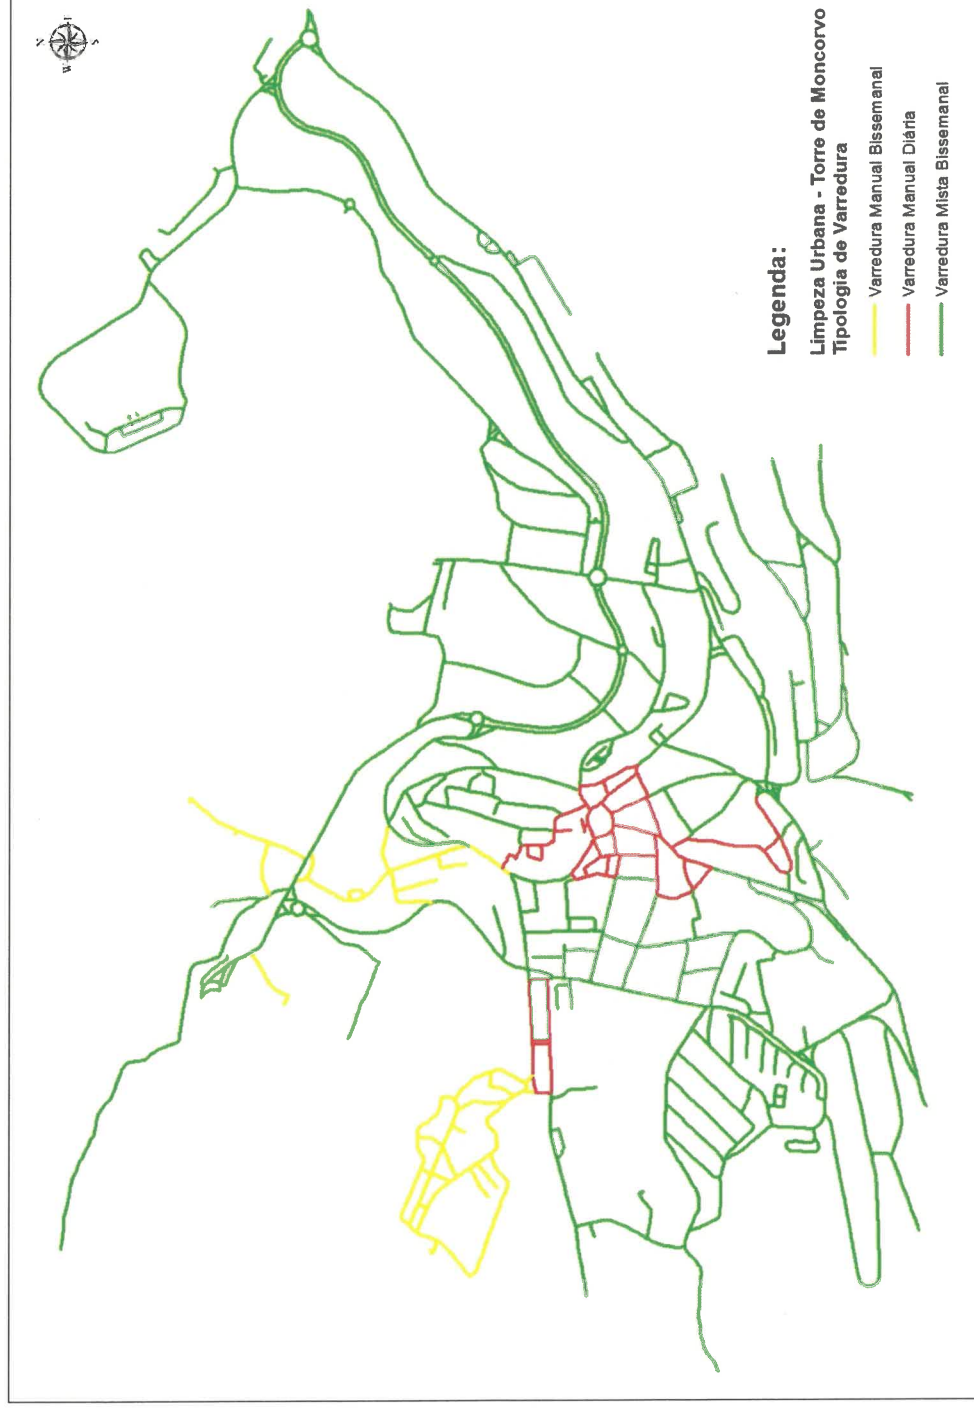 N
E
W
S
Legenda:
Limpeza Urbana - Torre de Moncorvo
Tipologia de Varredura
Varredura Manual Bissemanal
Varredura Manual Diária
Varredura Mista Bissemanal